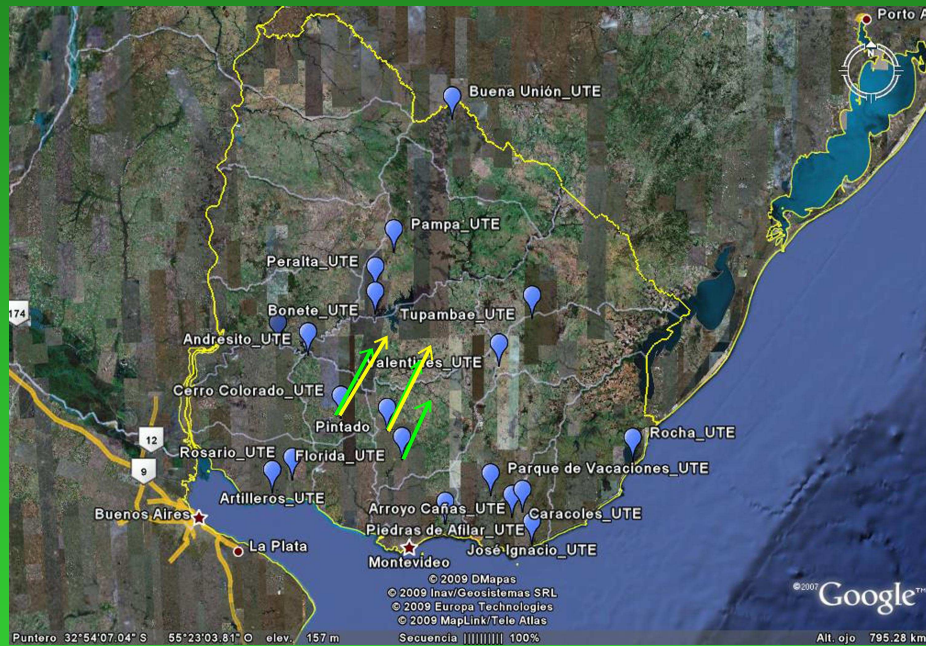 Porto A
N
Buena Unión_UTE
Pampa_UTE
Peralta_UTE
Bonete_UTE
Tupambae_UTE
174
Andresito_UTE
Valentines_UTE
Cerro Colorado_UTE
Pintado
12
Rocha_UTE
Rosario_UTE
Florida_UTE
9
Parque de Vacaciones_UTE
Artilleros_UTE
Arroyo Cañas_UTE
Caracoles_UTE
Buenos Aires
Piedras de Afilar_UTE
La Plata
José Ignacio_UTE
Montevideo
© 2009 DMapas
© 2009 Inav/Geosistemas SRL
© 2009 Europa Technologies
© 2009 MapLink/Tele Atlas
©2007 Google™
Puntero 32°54'07.04" S 55°23'03.81" O elev. 157 m Secuencia |||||||||| 100% Alt. ojo 795.28 km